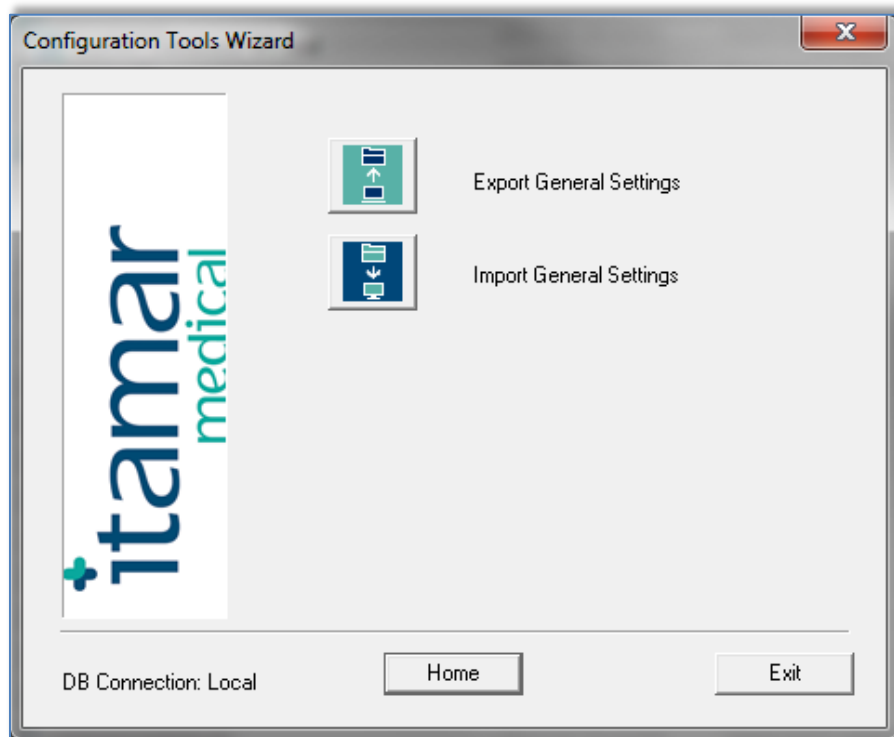 Configuration Tools Wizard
itamar
medical
Export General Settings
Import General Settings
DB Connection: Local
Home
Exit